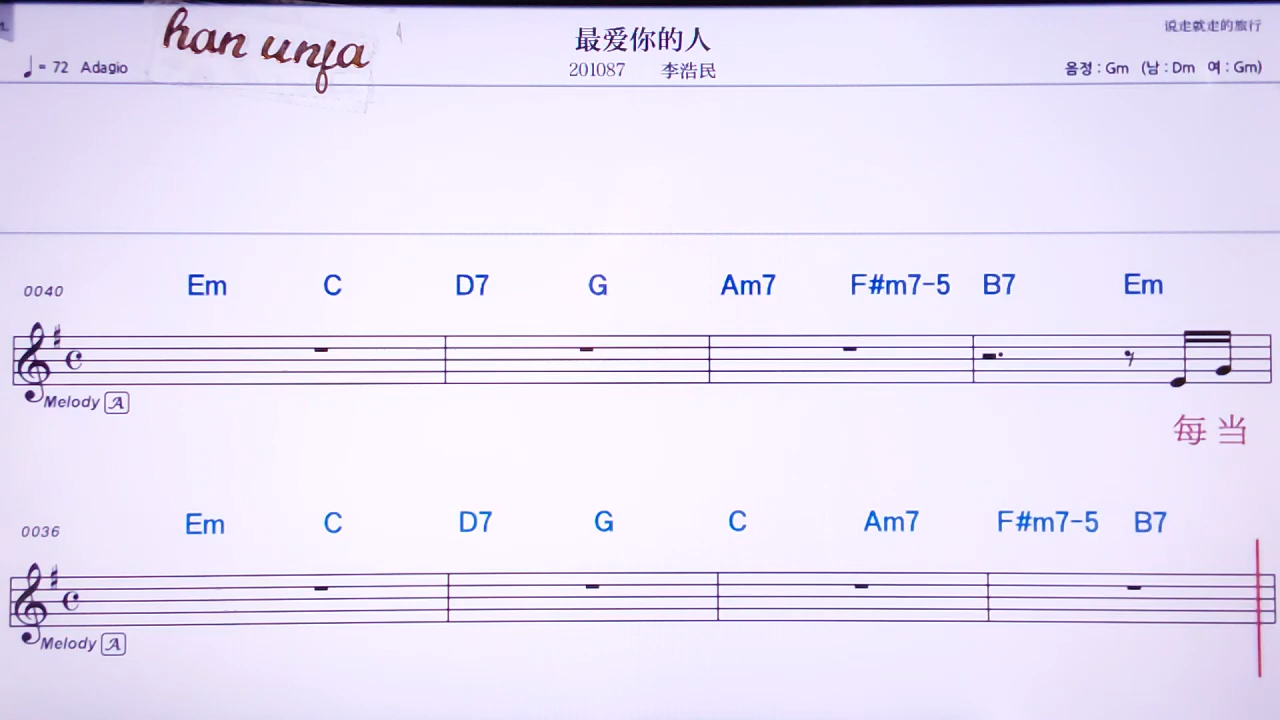 han unfa
最爱你的人
说走就走的旅行
♩= 72 Adagio
201087 李浩民
음정 : Gm (남 : Dm 여 : Gm)
0040
Em C D7 G Am7 F#m7-5 B7 Em
Melody A
每 当
0036
Em C D7 G C Am7 F#m7-5 B7
Melody A